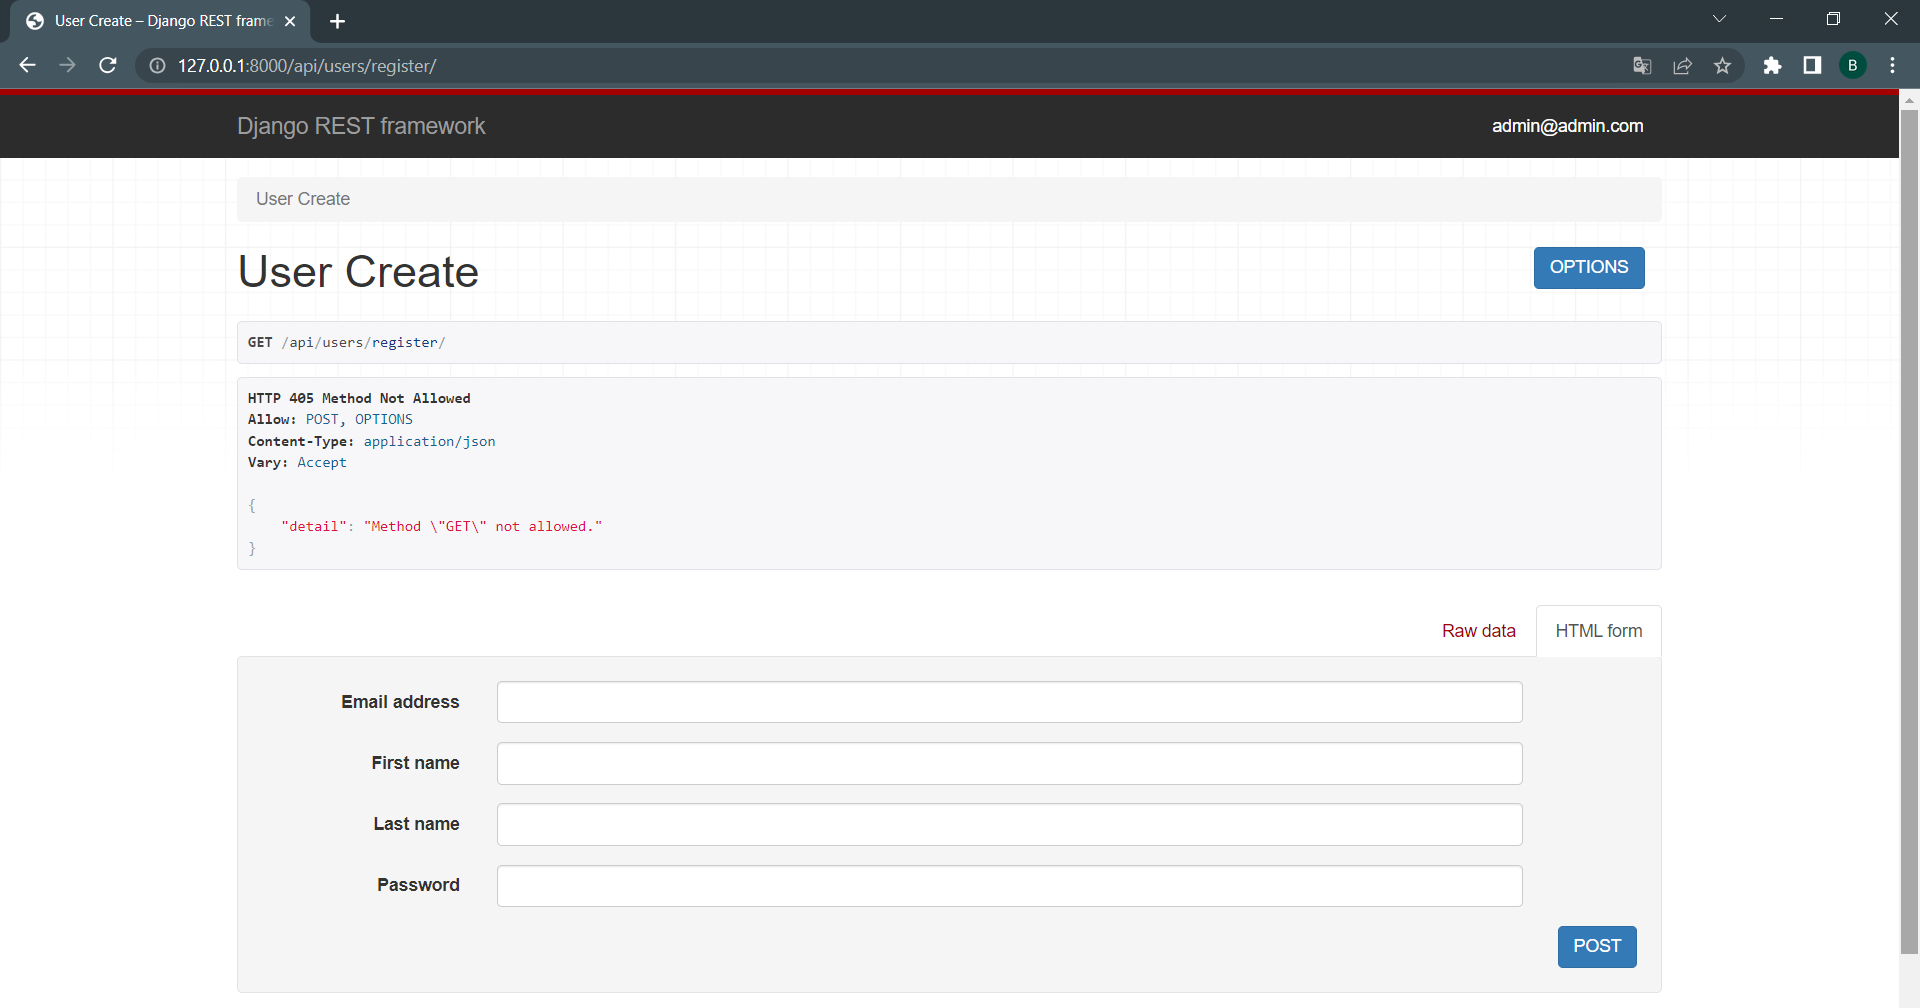 User Create – Django REST frame
127.0.0.1:8000/api/users/register/
B
Django REST framework
admin@admin.com
User Create
User Create
OPTIONS
GET /api/users/register/
HTTP 405 Method Not Allowed
Allow: POST, OPTIONS
Content-Type: application/json
Vary: Accept
{
    "detail": "Method \"GET\" not allowed."
}
Raw data
HTML form
Email address
First name
Last name
Password
POST